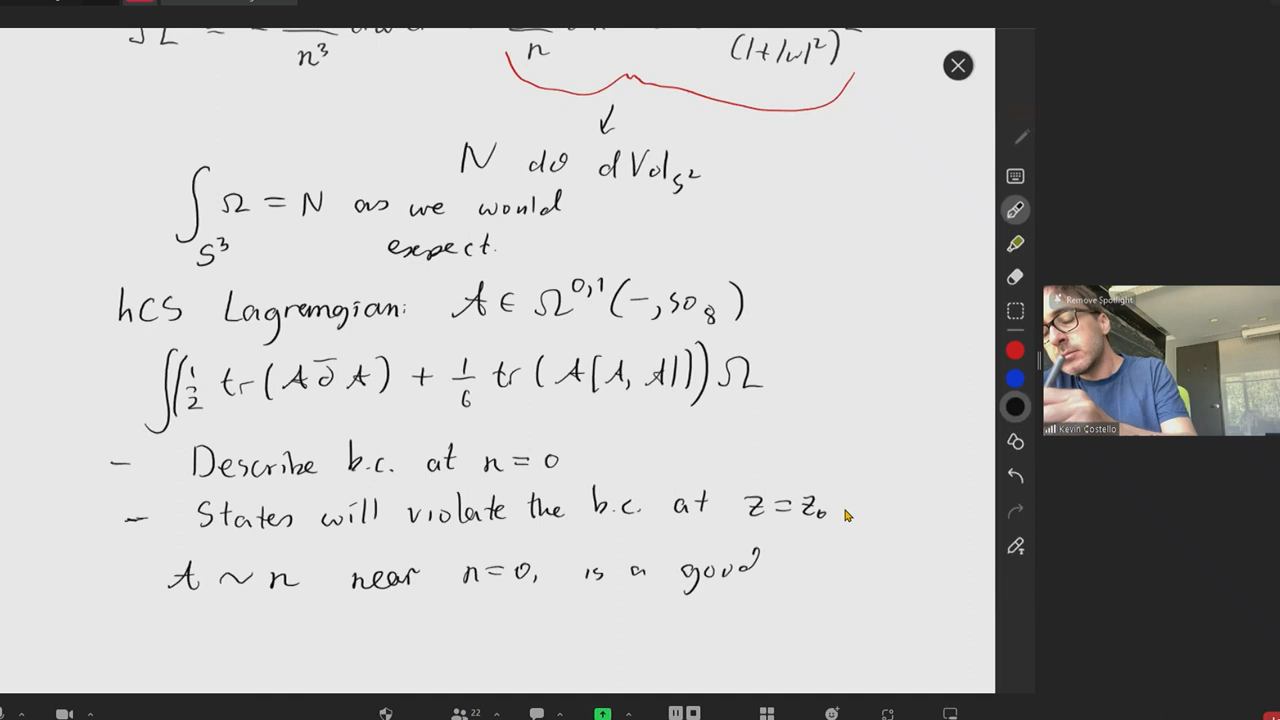 n³ n (1+|w|²)²
N dθ dVol_S²
∫_S³ Ω = N as we would
expect.
hCS Lagrangian: A ∈ Ω^0,1(-, so_8)
∫(1/2 tr(A ∂̄ A) + 1/6 tr(A[A, A]))Ω
- Describe b.c. at n=0
- States will violate the b.c. at z=z₀
A ~ n near n=0, is a good
Remove Spotlight
Kevin Costello
22